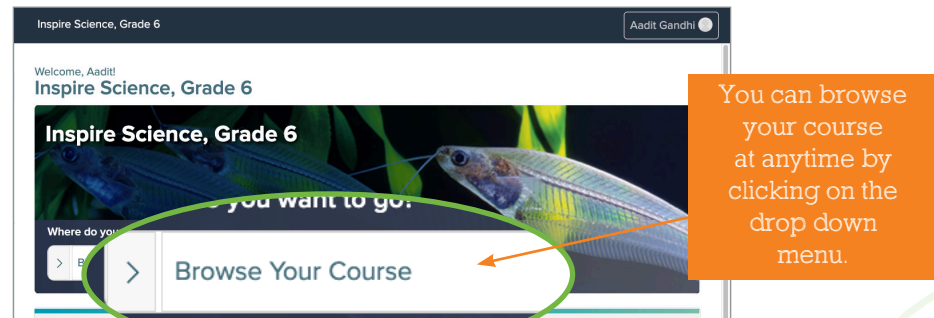 Inspire Science, Grade 6
Aadit Gandhi
Welcome, Aadit!
Inspire Science, Grade 6
Inspire Science, Grade 6
you want to go?
Where do you
> B
> Browse Your Course
You can browse
your course
at anytime by
clicking on the
drop down
menu.